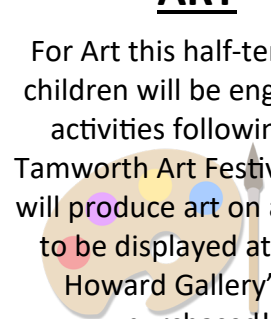 ART
For Art this half-ter
children will be eng
activities followin
Tamworth Art Festiv
will produce art on a
to be displayed at
Howard Gallery'